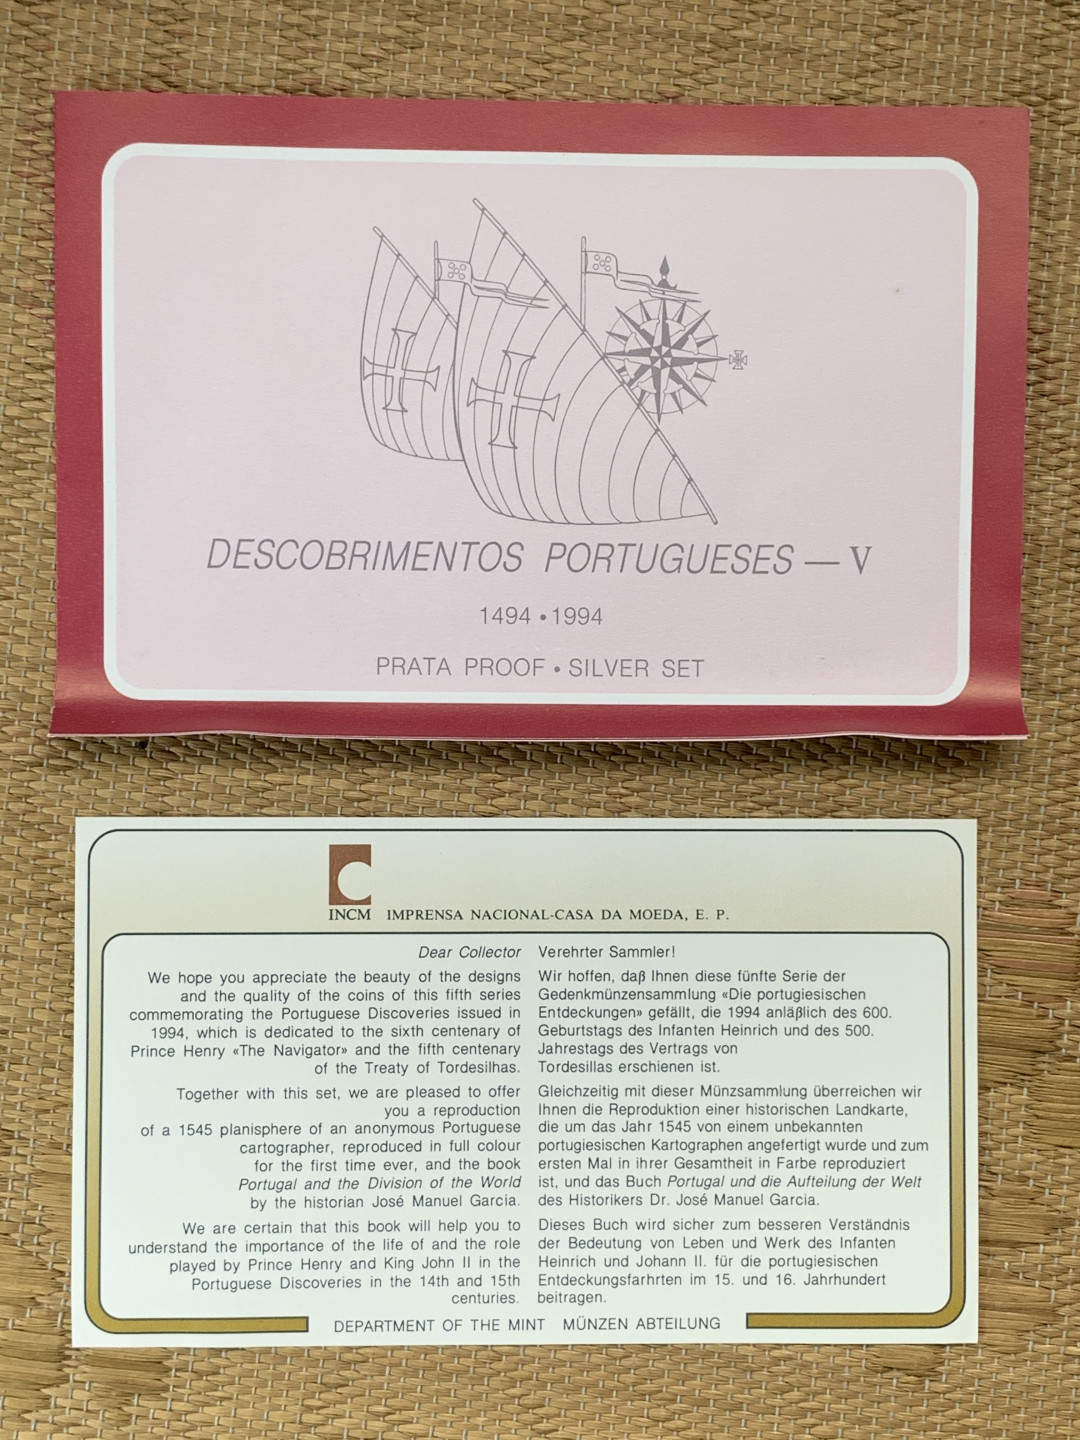 DESCOBRIMENTOS PORTUGUESES — V
1494 • 1994
PRATA PROOF • SILVER SET
INCM IMPRENSA NACIONAL-CASA DA MOEDA, E. P.
Dear Collector
We hope you appreciate the beauty of the designs
and the quality of the coins of this fifth series
commemorating the Portuguese Discoveries issued in
1994, which is dedicated to the sixth centenary of
Prince Henry «The Navigator» and the fifth centenary
of the Treaty of Tordesilhas.
Together with this set, we are pleased to offer
you a reproduction
of a 1545 planisphere of an anonymous Portuguese
cartographer, reproduced in full colour
for the first time ever, and the book
Portugal and the Division of the World
by the historian José Manuel Garcia.
We are certain that this book will help you to
understand the importance of the life of and the role
played by Prince Henry and King John II in the
Portuguese Discoveries in the 14th and 15th
centuries.
Verehrter Sammler!
Wir hoffen, daß Ihnen diese fünfte Serie der
Gedenkmünzensammlung «Die portugiesischen
Entdeckungen» gefällt, die 1994 anläßlich des 600.
Geburtstags des Infanten Heinrich und des 500.
Jahrestags des Vertrags von
Tordesillas erschienen ist.
Gleichzeitig mit dieser Münzsammlung überreichen wir
Ihnen die Reproduktion einer historischen Landkarte,
die um das Jahr 1545 von einem unbekannten
portugiesischen Kartographen angefertigt wurde und zum
ersten Mal in ihrer Gesamtheit in Farbe reproduziert
ist, und das Buch Portugal und die Aufteilung der Welt
des Historikers Dr. José Manuel Garcia.
Dieses Buch wird sicher zum besseren Verständnis
der Bedeutung von Leben und Werk des Infanten
Heinrich und Johann II. für die portugiesischen
Entdeckungsfarhrten im 15. und 16. Jahrhundert
beitragen.
DEPARTMENT OF THE MINT MÜNZEN ABTEILUNG